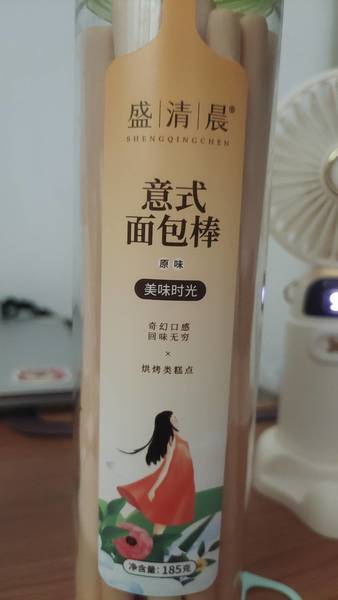 盛|清|晨®
SHENGQINGCHEN
意式
面包棒
原味
美味时光
奇幻口感
回味无穷
×
烘烤类糕点
净含量:185克